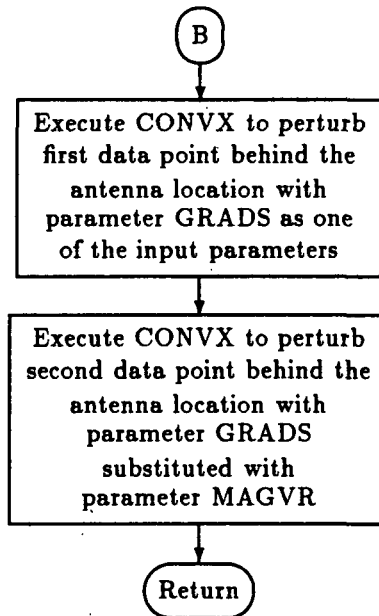 B
Execute CONVX to perturb
first data point behind the
antenna location with
parameter GRADS as one
of the input parameters
Execute CONVX to perturb
second data point behind the
antenna location with
parameter GRADS
substituted with
parameter MAGVR
Return